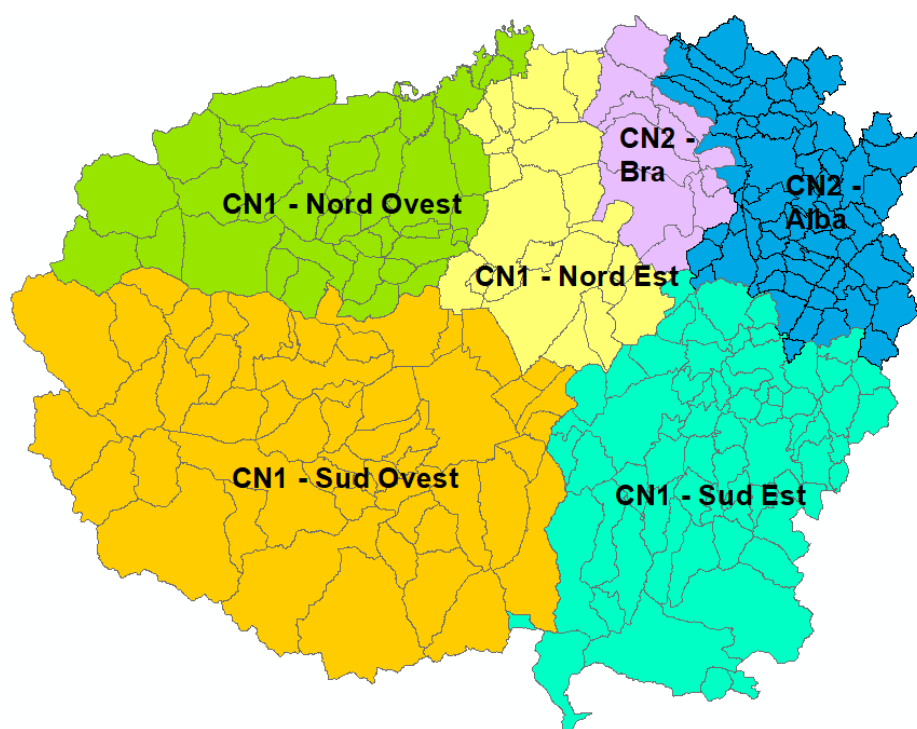 CN2 -
Bra
CN2 -
Alba
CN1 - Nord Ovest
CN1 - Nord Est
CN1 - Sud Ovest
CN1 - Sud Est